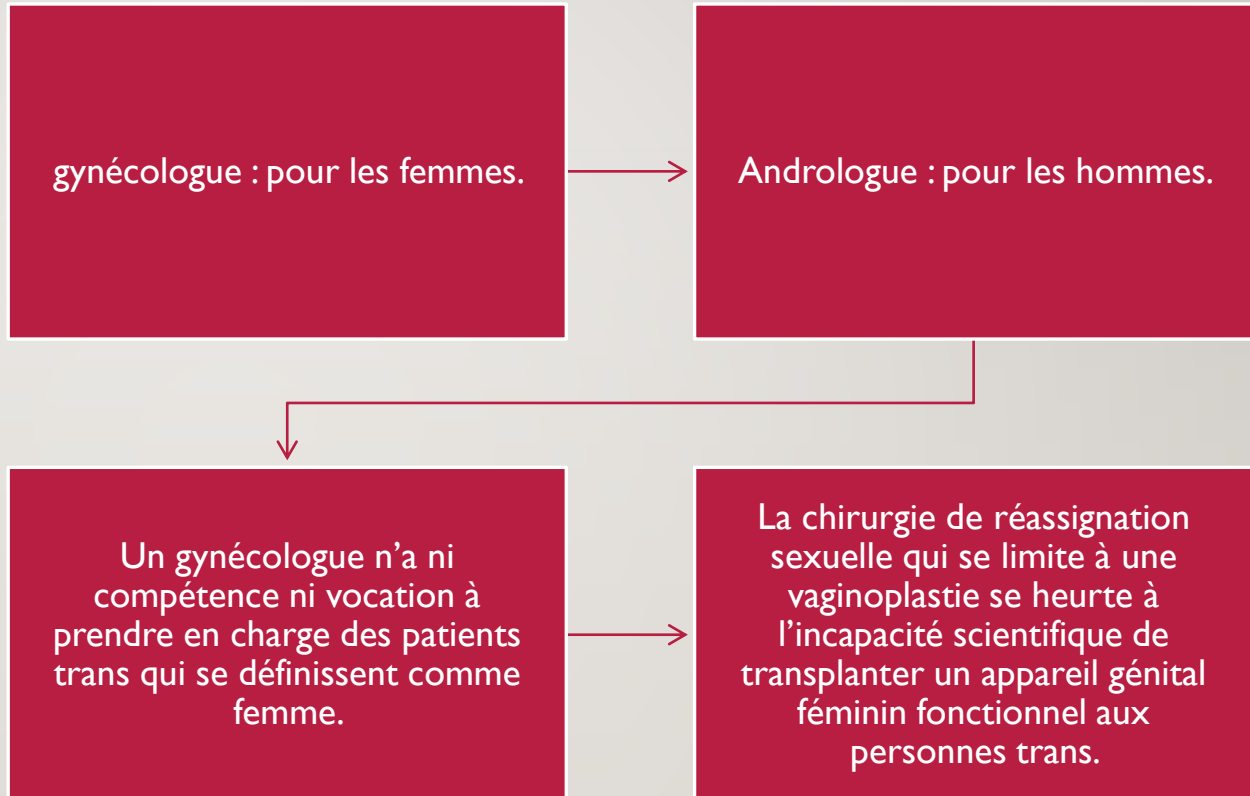 gynécologue : pour les femmes.
Andrologue : pour les hommes.
Un gynécologue n’a ni
compétence ni vocation à
prendre en charge des patients
trans qui se définissent comme
femme.
La chirurgie de réassignation
sexuelle qui se limite à une
vaginoplastie se heurte à
l’incapacité scientifique de
transplanter un appareil génital
féminin fonctionnel aux
personnes trans.